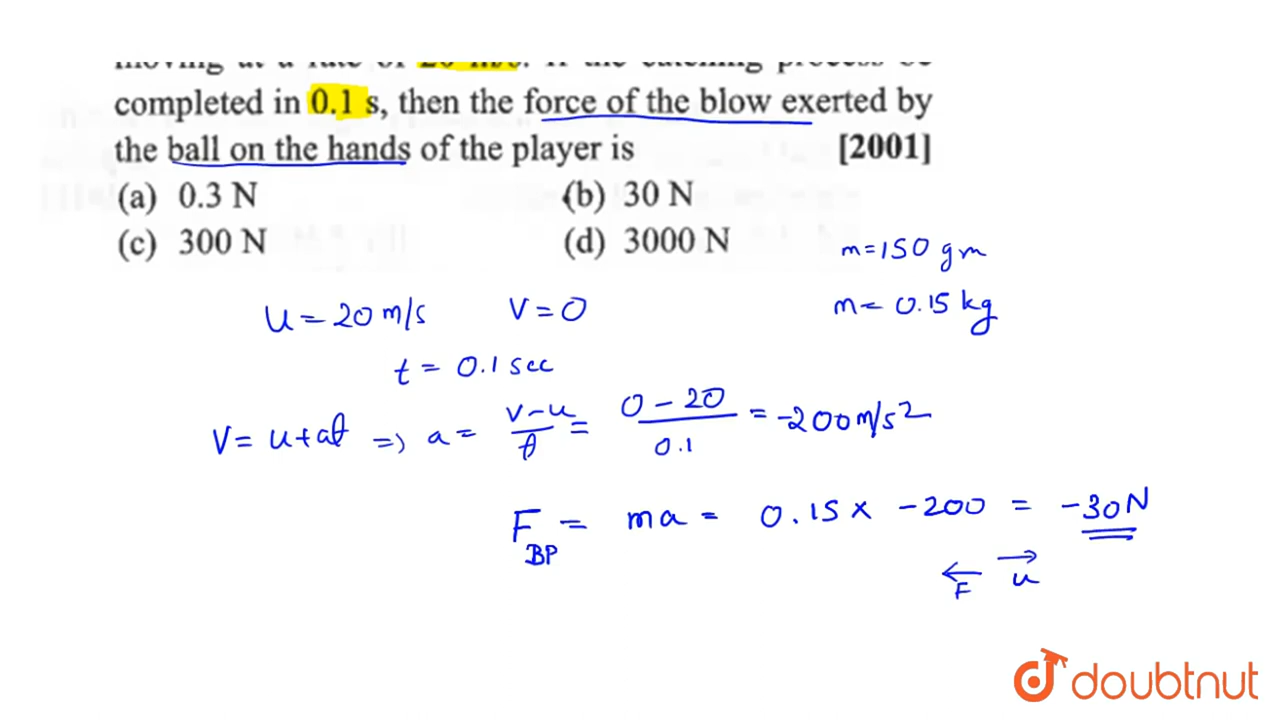 completed in 0.1 s, then the force of the blow exerted by
the ball on the hands of the player is [2001]
(a) 0.3 N (b) 30 N
(c) 300 N (d) 3000 N
m=150 gm
u = 20 m/s v = 0 m= 0.15 kg
t = 0.1 sec
v= u+at => a = v-u/t = 0-20/0.1 = -200 m/s²
F_BP = ma = 0.15 x -200 = -30N
← →
F u
doubtnut